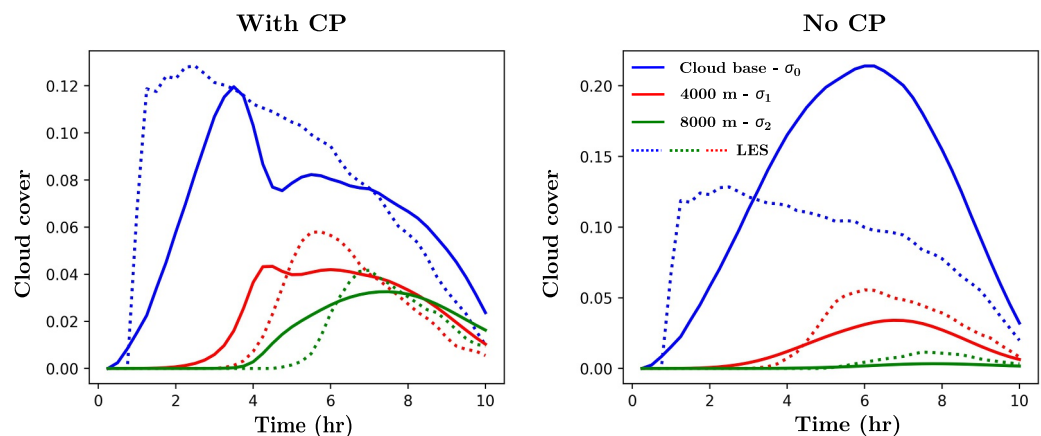 With CP
No CP
Cloud cover
0.12
0.10
0.08
0.06
0.04
0.02
0.00
0 2 4 6 8 10
Time (hr)
Cloud cover
0.20
0.15
0.10
0.05
0.00
Cloud base - σ0
4000 m - σ1
8000 m - σ2
LES
0 2 4 6 8 10
Time (hr)